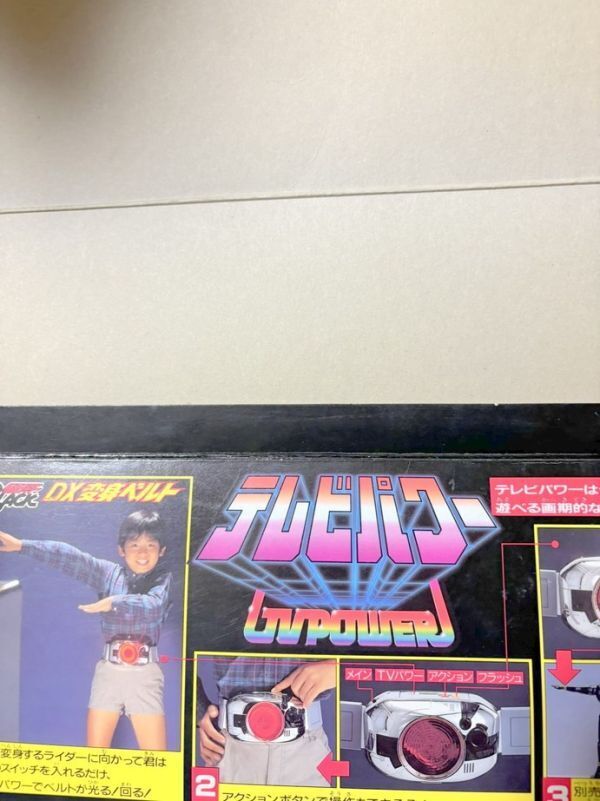 BLACK DX変身ベルト
テレビパワー
TVPOWER
テレビパワーは
遊べる画期的な
メイン TVパワー アクション フラッシュ
変身するライダーに向かって君は
スイッチを入れるだけ、
パワーでベルトが光る!回る!
2
アクションボタンで操作も
3
別売